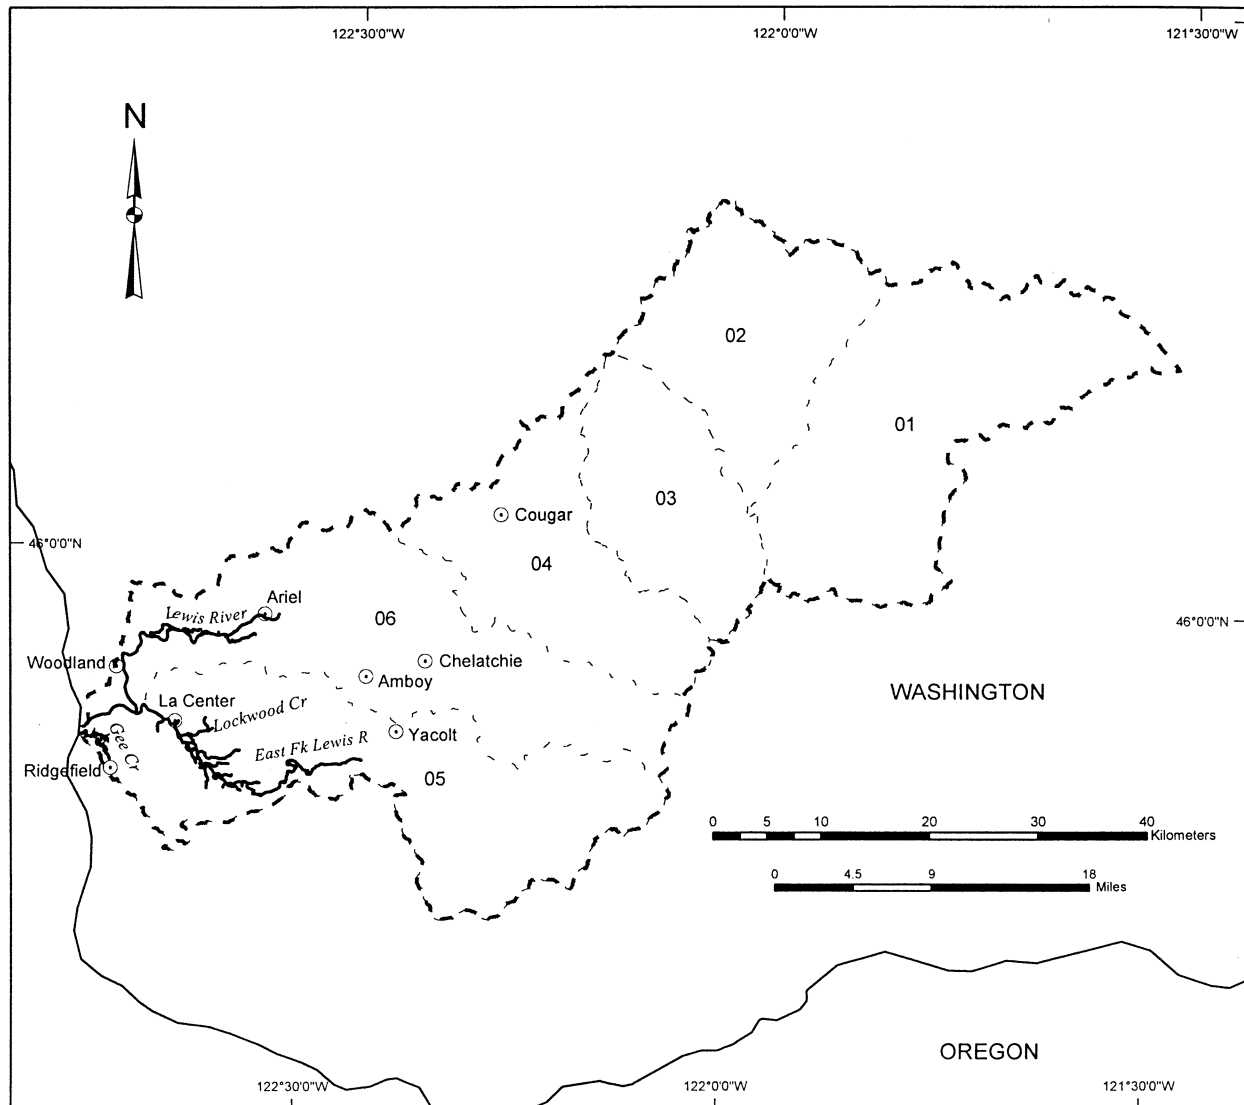 122°30'0"W
122°0'0"W
121°30'0"W
N
02
01
03
Cougar
46°0'0"N
04
Ariel
Lewis River
06
46°0'0"N
Woodland
Chelatchie
Amboy
WASHINGTON
La Center
Lockwood Cr
Gee Cr
Yacolt
East Fk Lewis R
Ridgefield
05
0 5 10 20 30 40
Kilometers
0 4.5 9 18
Miles
OREGON
122°30'0"W
122°0'0"W
121°30'0"W